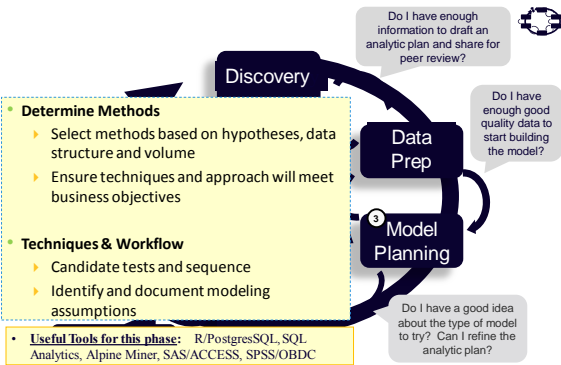 Do I have enough
information to draft an
analytic plan and share for
peer review?
Discovery
Do I have
enough good
quality data to
start building
the model?
• Determine Methods
Select methods based on hypotheses, data
structure and volume
Ensure techniques and approach will meet
business objectives
Data
Prep
• Techniques & Workflow
Candidate tests and sequence
Identify and document modeling
assumptions
3
Model
Planning
Do I have a good idea
about the type of model
to try? Can I refine the
analytic plan?
• Useful Tools for this phase: R/PostgresSQL, SQL
Analytics, Alpine Miner, SAS/ACCESS, SPSS/OBDC